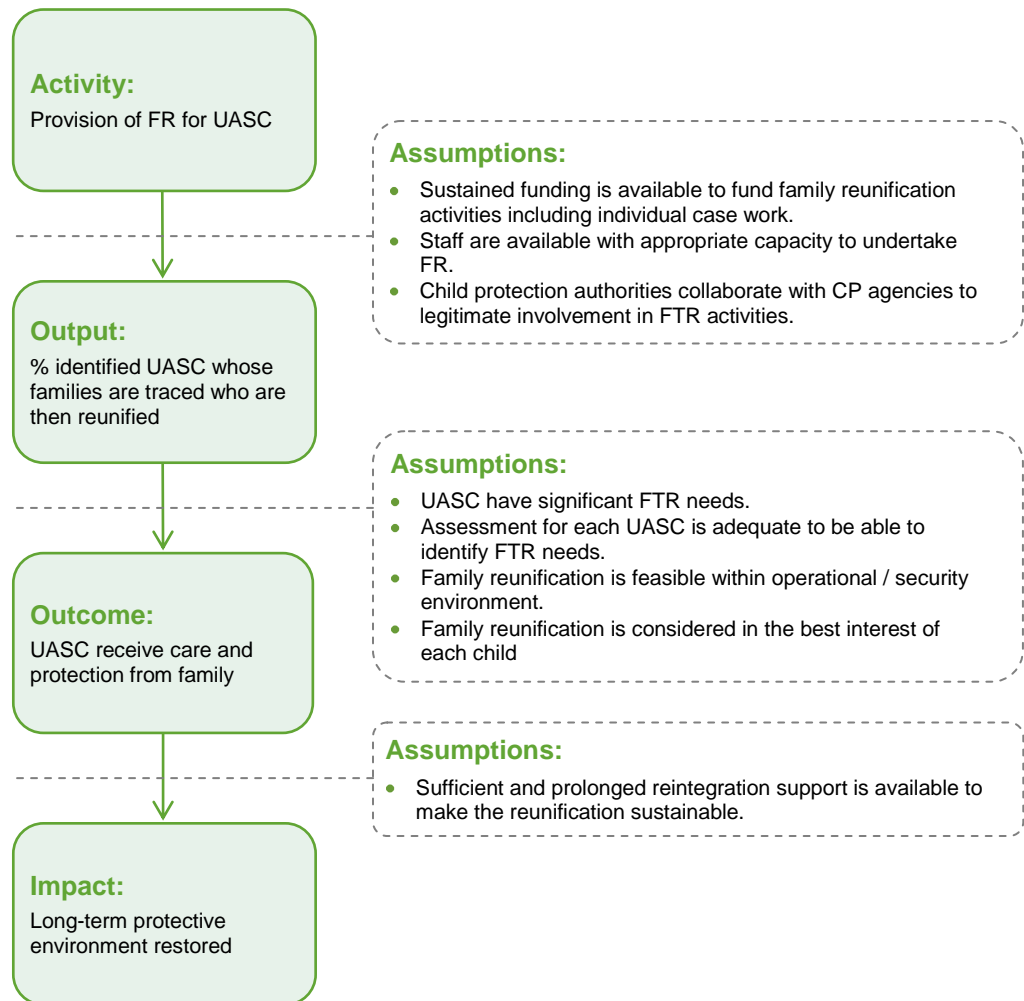 Activity:
Provision of FR for UASC
Assumptions:
• Sustained funding is available to fund family reunification
activities including individual case work.
• Staff are available with appropriate capacity to undertake
FR.
• Child protection authorities collaborate with CP agencies to
legitimate involvement in FTR activities.
Output:
% identified UASC whose
families are traced who are
then reunified
Assumptions:
• UASC have significant FTR needs.
• Assessment for each UASC is adequate to be able to
identify FTR needs.
• Family reunification is feasible within operational / security
environment.
• Family reunification is considered in the best interest of
each child
Outcome:
UASC receive care and
protection from family
Assumptions:
• Sufficient and prolonged reintegration support is available to
make the reunification sustainable.
Impact:
Long-term protective
environment restored